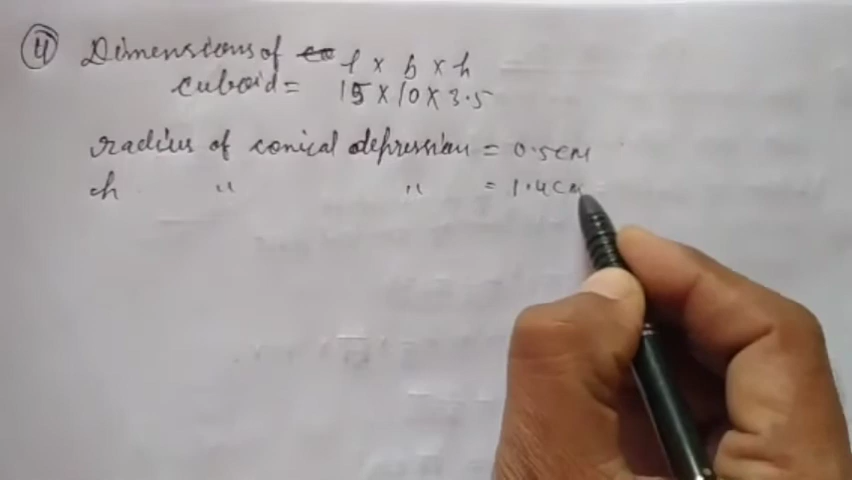 ④ Dimensions of l × b × h
cuboid = 15 × 10 × 3.5
radius of conical depression = 0.5cm
h " " = 1.4cm